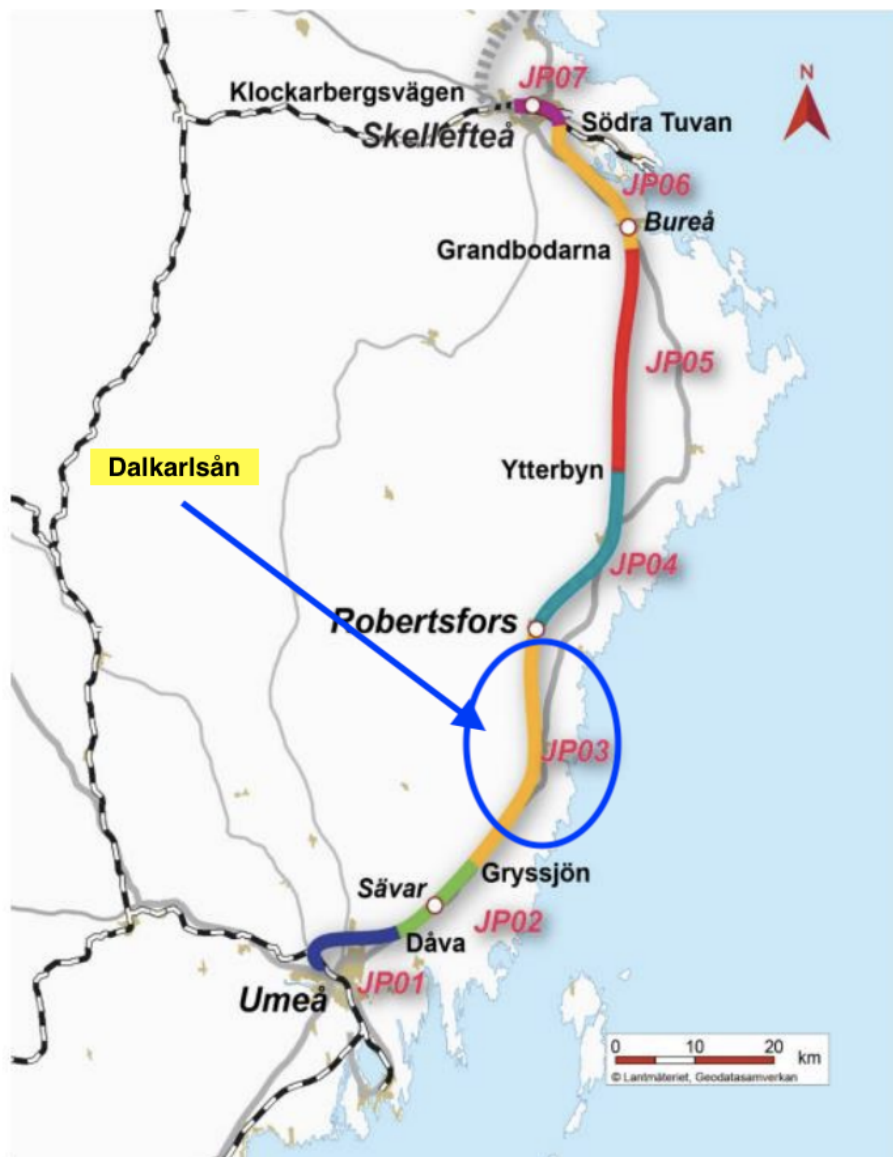 JP07
N
Klockarbergsvägen
Skellefteå
Södra Tuvan
JP06
Bureå
Grandbodarna
JP05
Dalkarlsån
Ytterbyn
JP04
Robertsfors
JP03
Gryssjön
Sävar
JP02
Dåva
JP01
Umeå
0 10 20 km
© Lantmäteriet, Geodatasamverkan